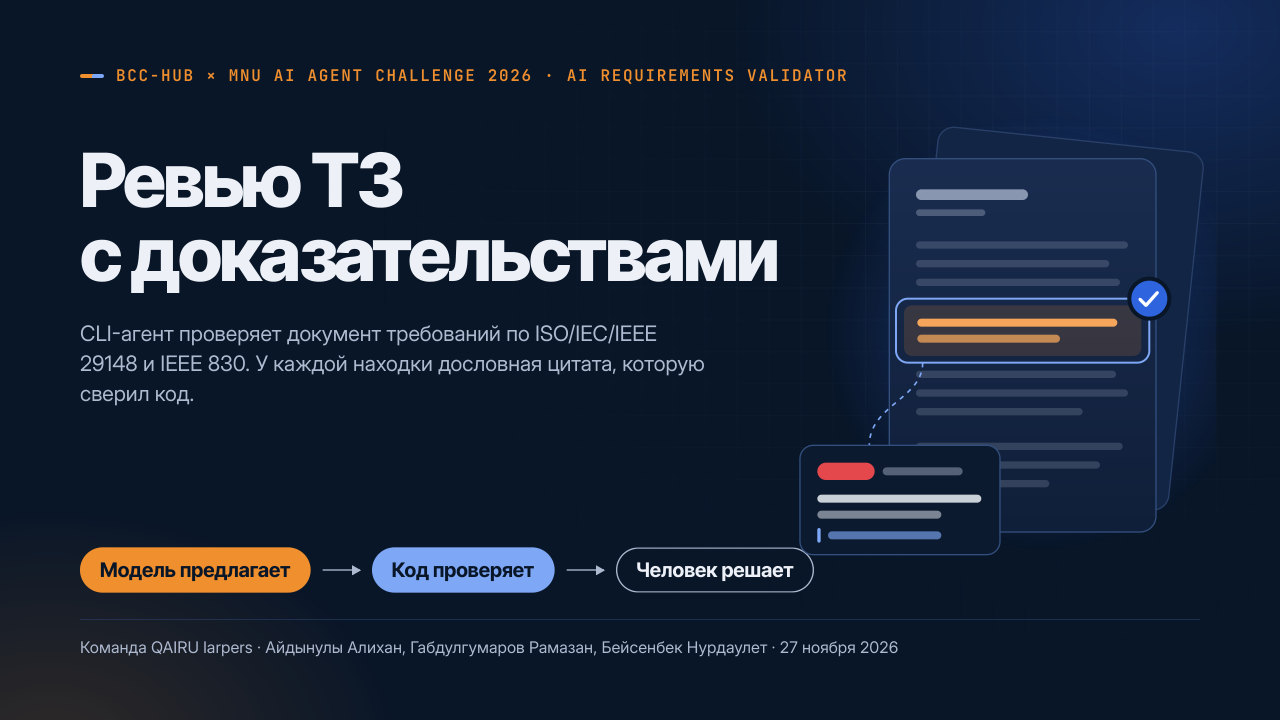 BCC-HUB × MNU AI AGENT CHALLENGE 2026 · AI REQUIREMENTS VALIDATOR
Ревью ТЗ
с доказательствами
CLI-агент проверяет документ требований по ISO/IEC/IEEE
29148 и IEEE 830. У каждой находки дословная цитата, которую
сверил код.
Модель предлагает
Код проверяет
Человек решает
Команда QAIRU larpers · Айдынулы Алихан, Габдулгумаров Рамазан, Бейсенбек Нурдаулет · 27 ноября 2026